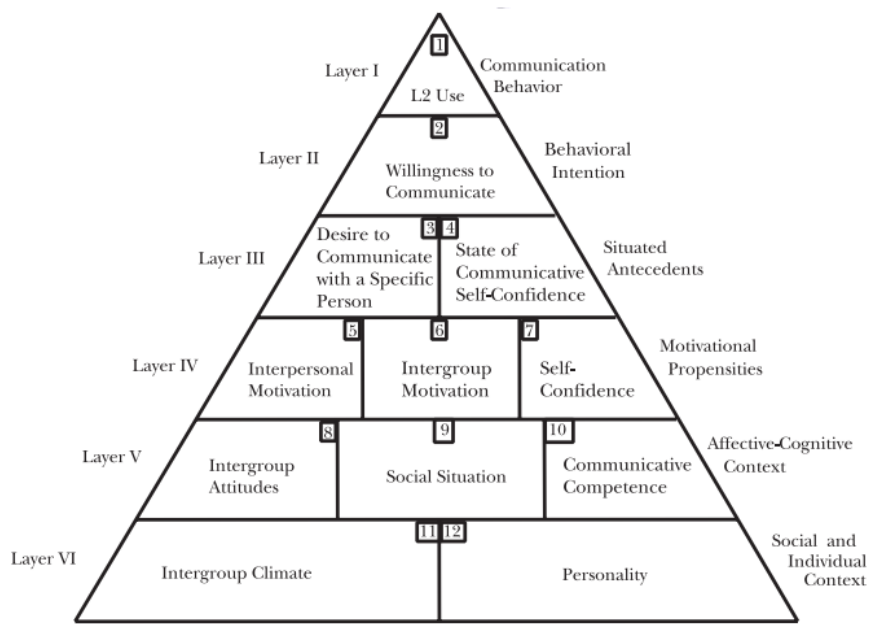 1
Layer I
Communication
Behavior
L2 Use
2
Layer II
Behavioral
Intention
Willingness to
Communicate
3
4
Layer III
Desire to
Communicate
with a Specific
Person
State of
Communicative
Self-Confidence
Situated
Antecedents
5
6
7
Layer IV
Interpersonal
Motivation
Intergroup
Motivation
Self-
Confidence
Motivational
Propensities
8
9
10
Layer V
Intergroup
Attitudes
Social Situation
Communicative
Competence
Affective-Cognitive
Context
11
12
Layer VI
Intergroup Climate
Personality
Social and
Individual
Context